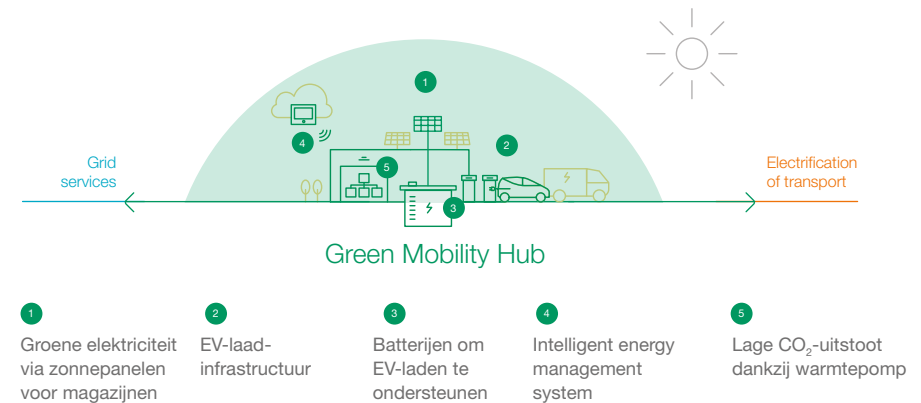 1
4
2
5
3
Grid
services
Electrification
of transport
Green Mobility Hub
1
Groene elektriciteit
via zonnepanelen
voor magazijnen
2
EV-laad-
infrastructuur
3
Batterijen om
EV-laden te
ondersteunen
4
Intelligent energy
management
system
5
Lage CO₂-uitstoot
dankzij warmtepomp